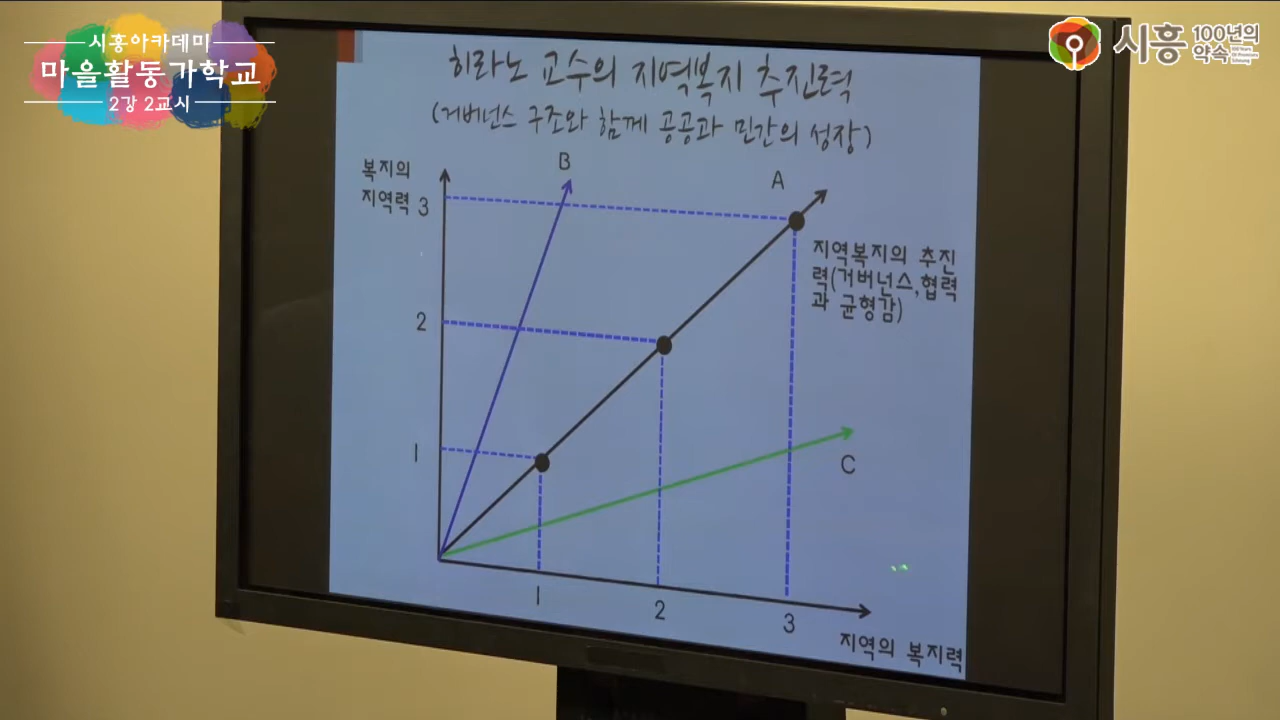 시흥아카데미
마을활동가학교
2강 2교시
시흥 100년의 약속
히라노 교수의 지역복지 추진력
(거버넌스 구조와 함께 공공과 민간의 성장)
복지의
지역력
3
2
1
B
A
지역복지의 추진
력(거버넌스,협력
과 균형감)
C
1
2
3
지역의 복지력